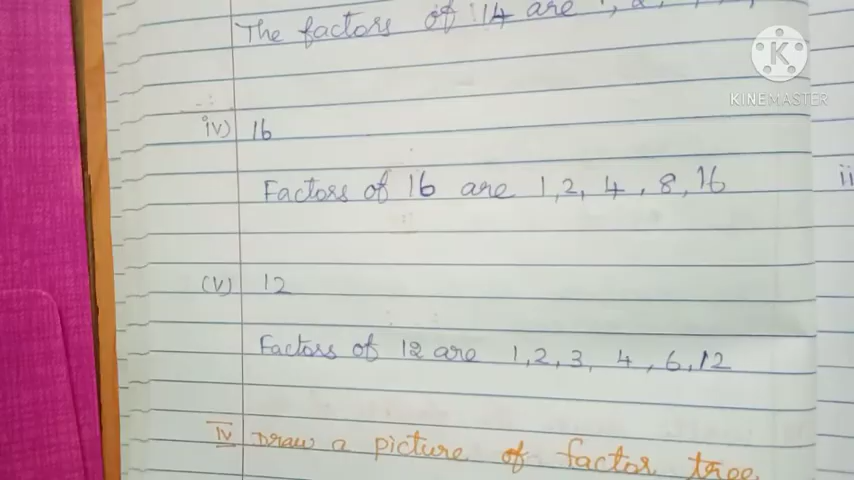 The factors of 14 are
iv) 16
Factors of 16 are 1, 2, 4, 8, 16
ii
(v) 12
Factors of 12 are 1, 2, 3, 4, 6, 12
iv Draw a picture of factor tree
K
KINEMASTER